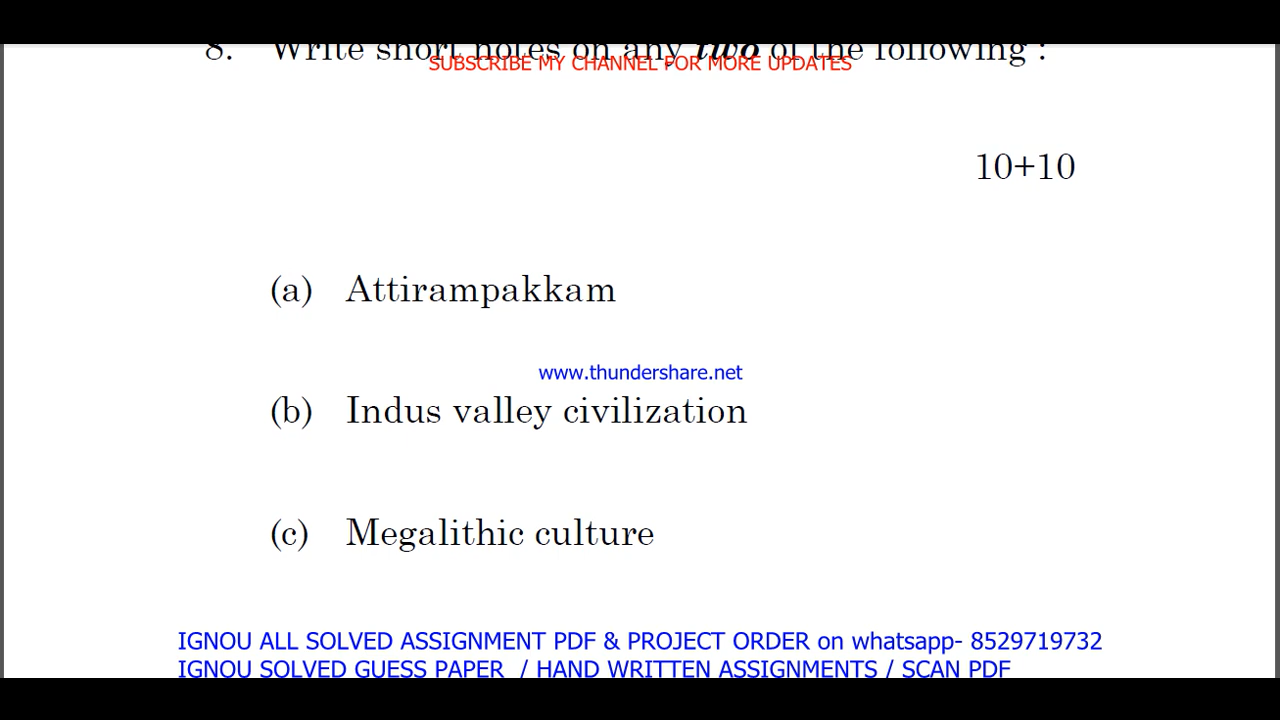 8. Write short notes on any two of the following :
SUBSCRIBE MY CHANNEL FOR MORE UPDATES
10+10
(a) Attirampakkam
www.thundershare.net
(b) Indus valley civilization
(c) Megalithic culture
IGNOU ALL SOLVED ASSIGNMENT PDF & PROJECT ORDER on whatsapp- 8529719732
IGNOU SOLVED GUESS PAPER / HAND WRITTEN ASSIGNMENTS / SCAN PDF